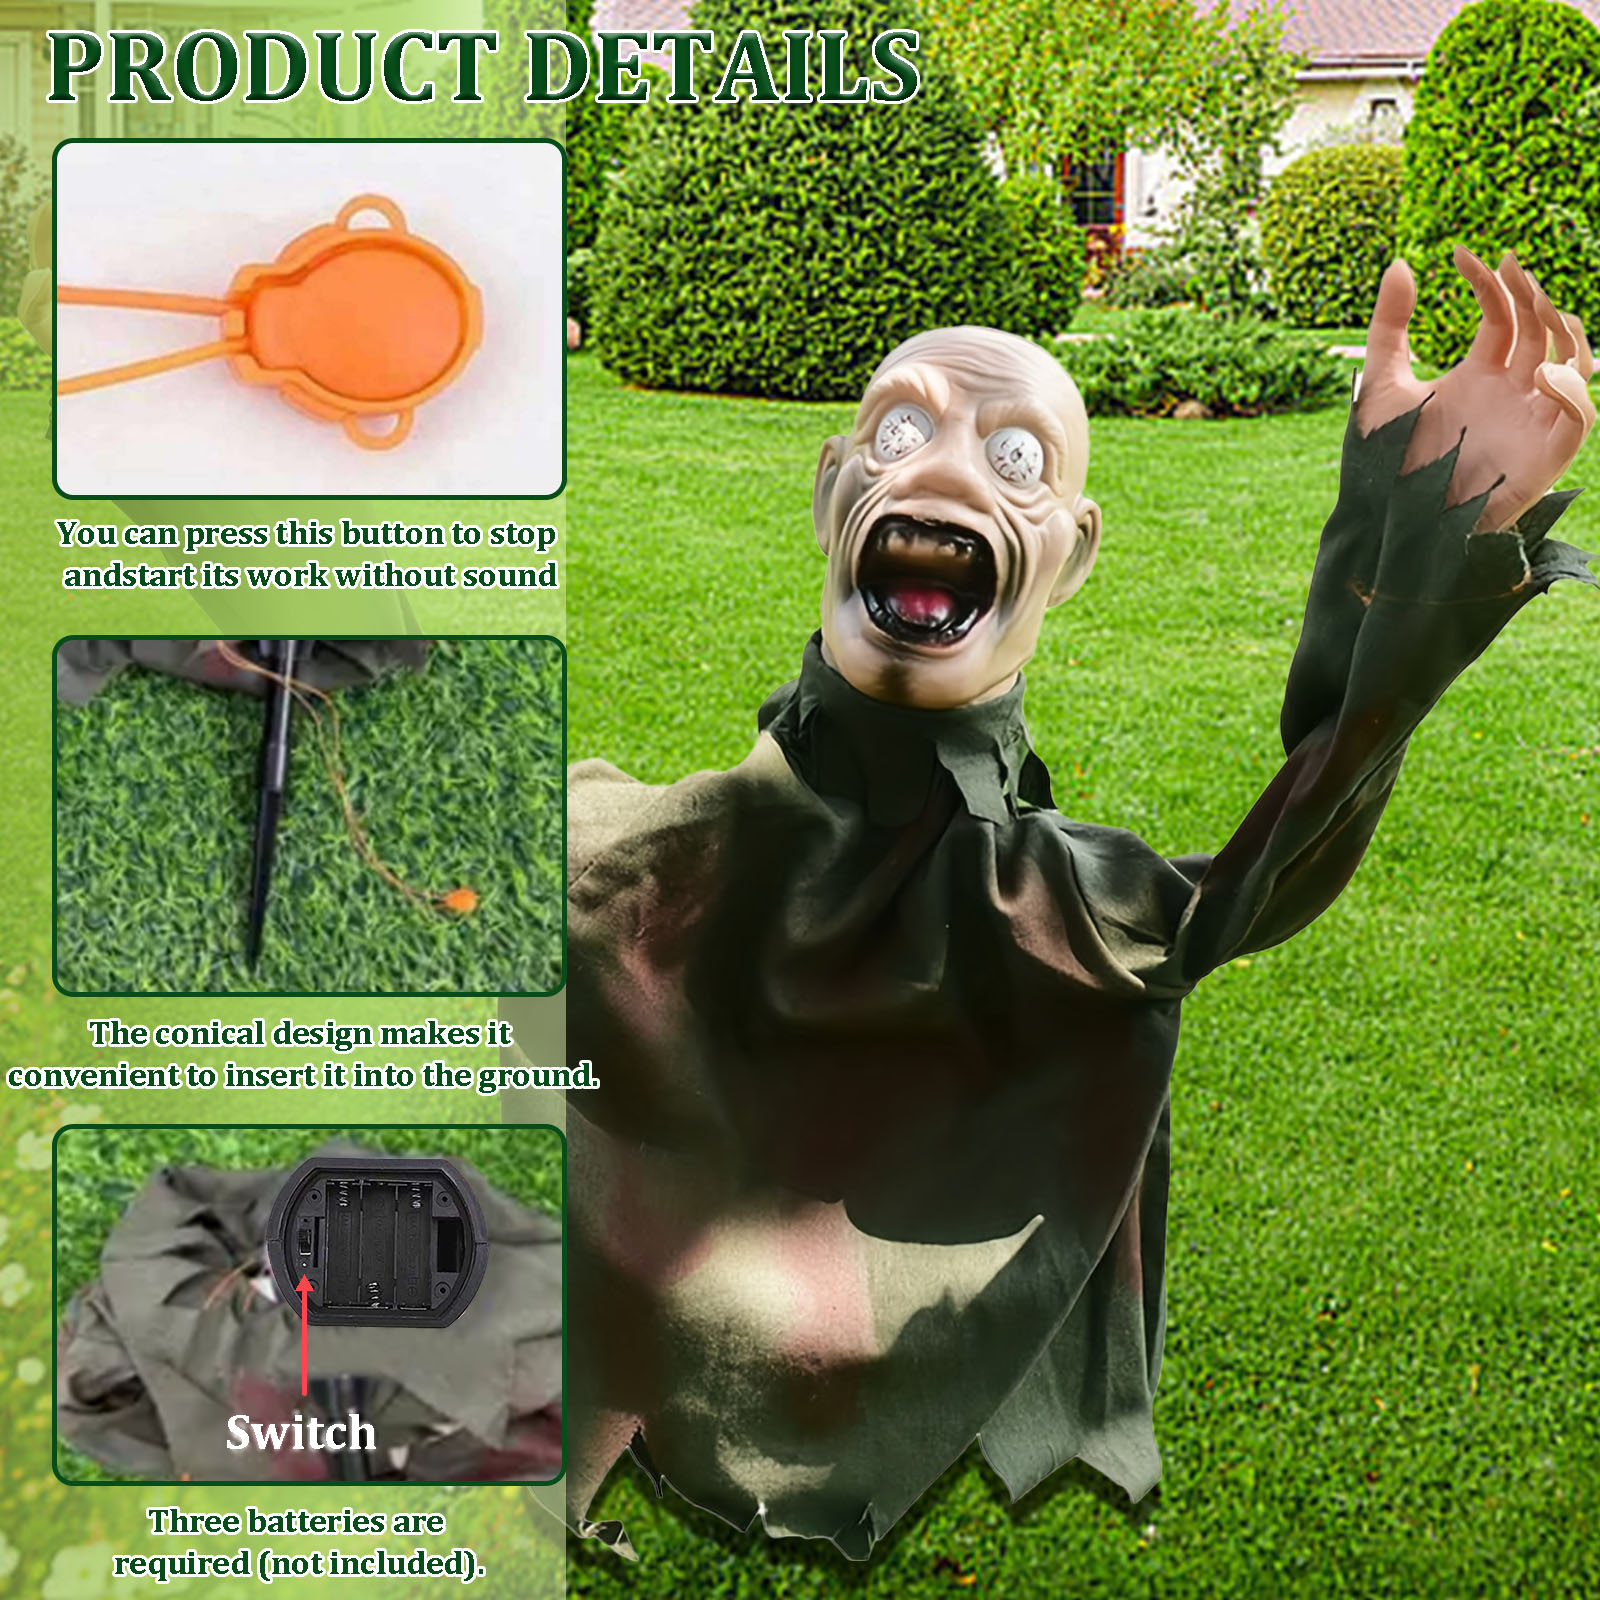 PRODUCT DETAILS
You can press this button to stop
andstart its work without sound
The conical design makes it
convenient to insert it into the ground.
Switch
Three batteries are
required (not included).